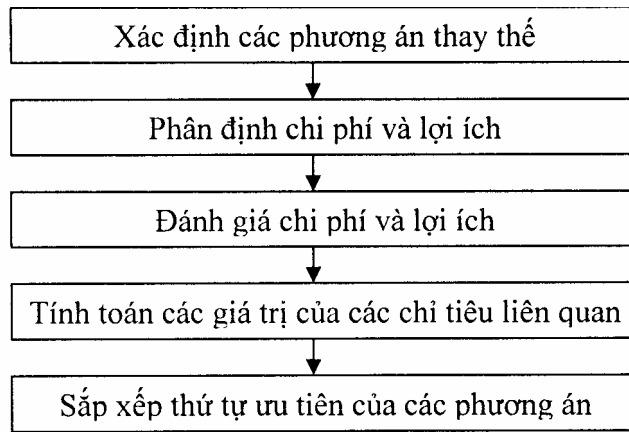 Xác định các phương án thay thế
Phân định chi phí và lợi ích
Đánh giá chi phí và lợi ích
Tính toán các giá trị của các chỉ tiêu liên quan
Sắp xếp thứ tự ưu tiên của các phương án